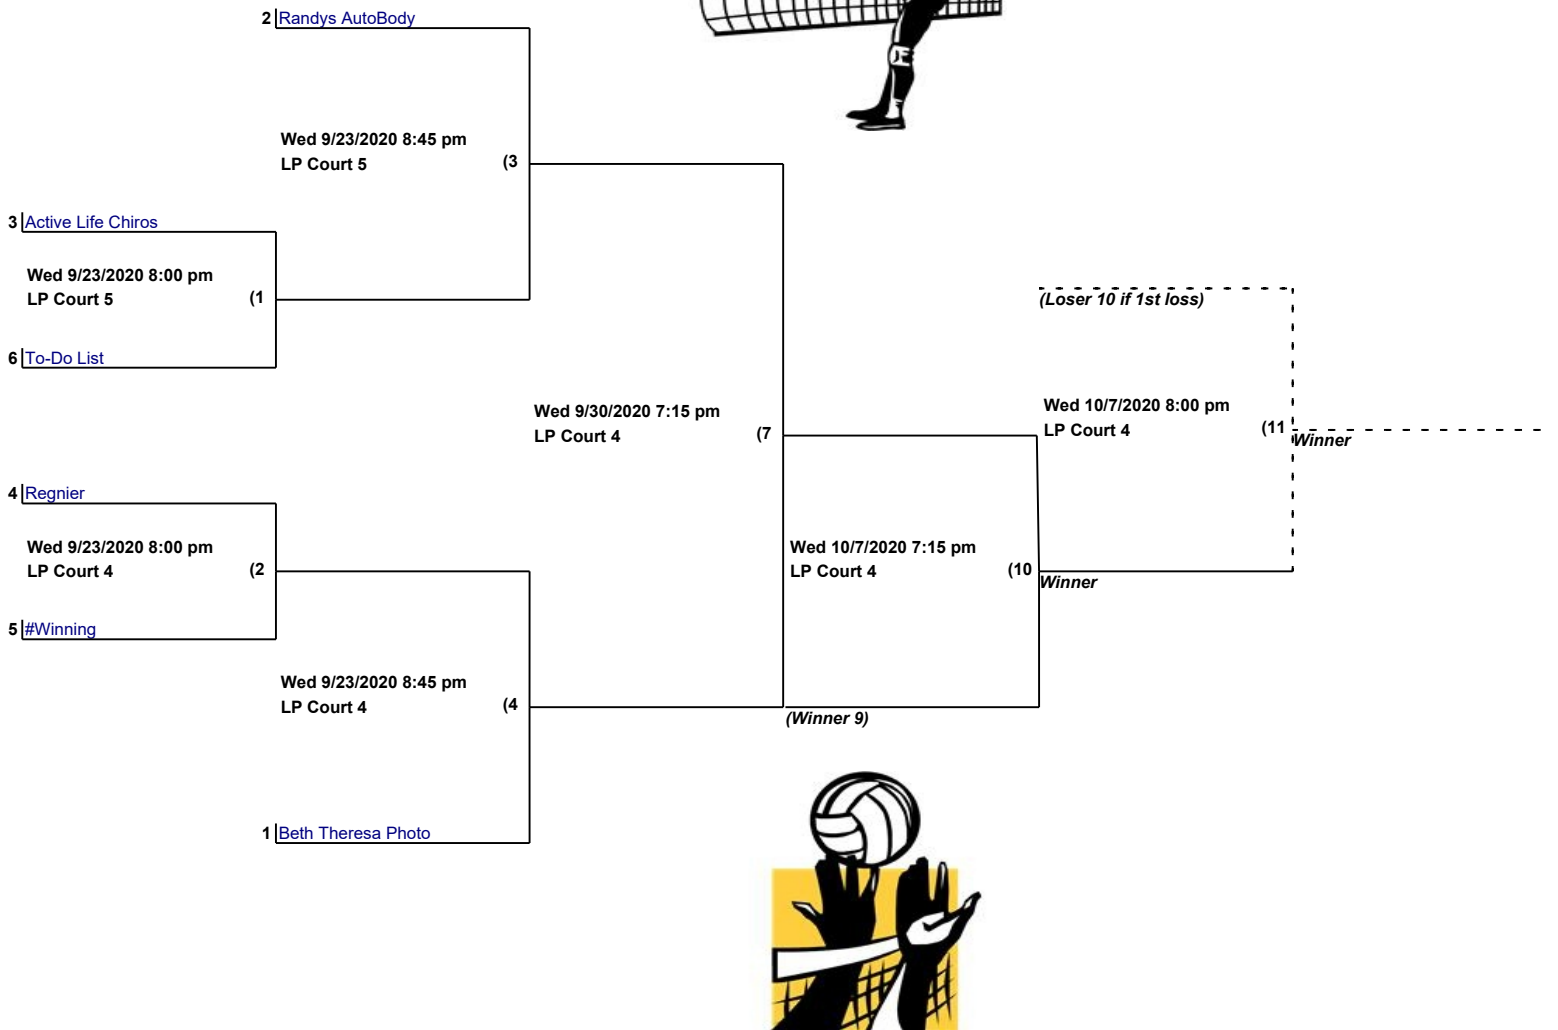 2 Randys AutoBody
Wed 9/23/2020 8:45 pm
LP Court 5 (3
3 Active Life Chiros
Wed 9/23/2020 8:00 pm
LP Court 5 (1
(Loser 10 if 1st loss)
6 To-Do List
Wed 9/30/2020 7:15 pm
LP Court 4 (7
Wed 10/7/2020 8:00 pm
LP Court 4 (11
Winner
4 Regnier
Wed 9/23/2020 8:00 pm
LP Court 4 (2
Wed 10/7/2020 7:15 pm
LP Court 4 (10
Winner
5 #Winning
Wed 9/23/2020 8:45 pm
LP Court 4 (4
(Winner 9)
1 Beth Theresa Photo